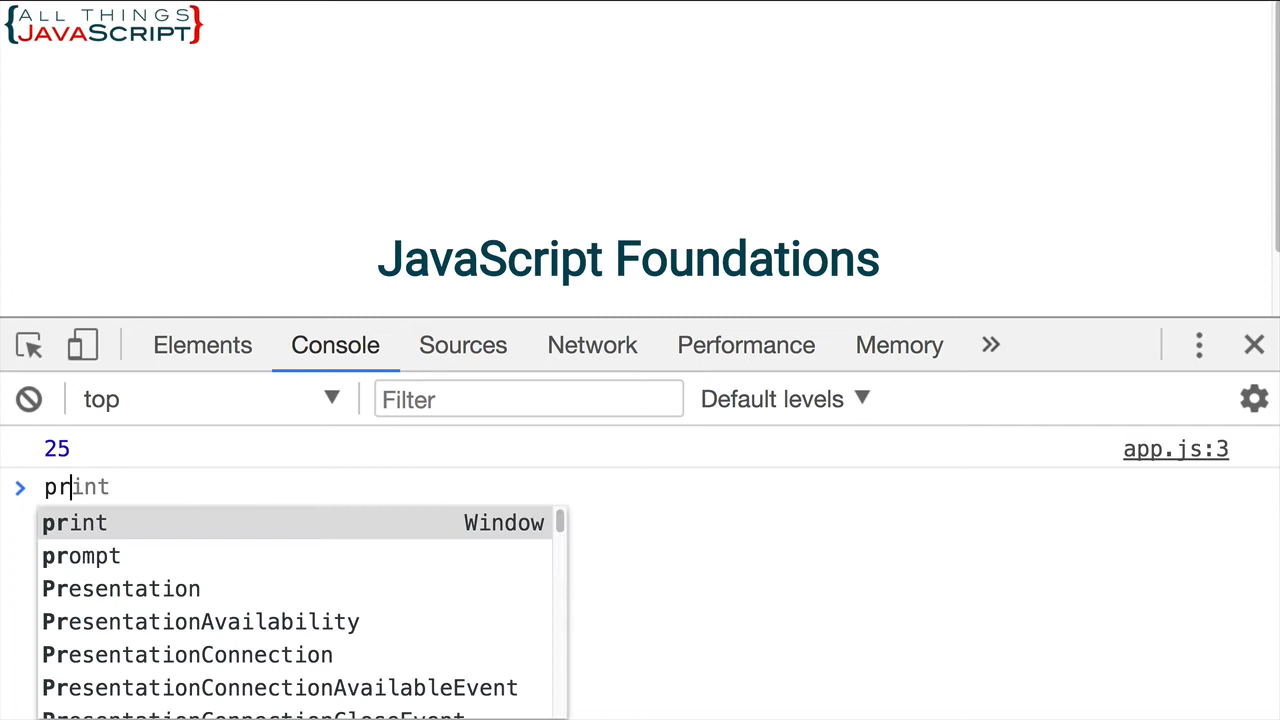 {ALL THINGS
JAVASCRIPT}
JavaScript Foundations
Elements Console Sources Network Performance Memory »
top Filter Default levels
25 app.js:3
> print
print Window
prompt
Presentation
PresentationAvailability
PresentationConnection
PresentationConnectionAvailableEvent
PresentationConnectionCloseEvent